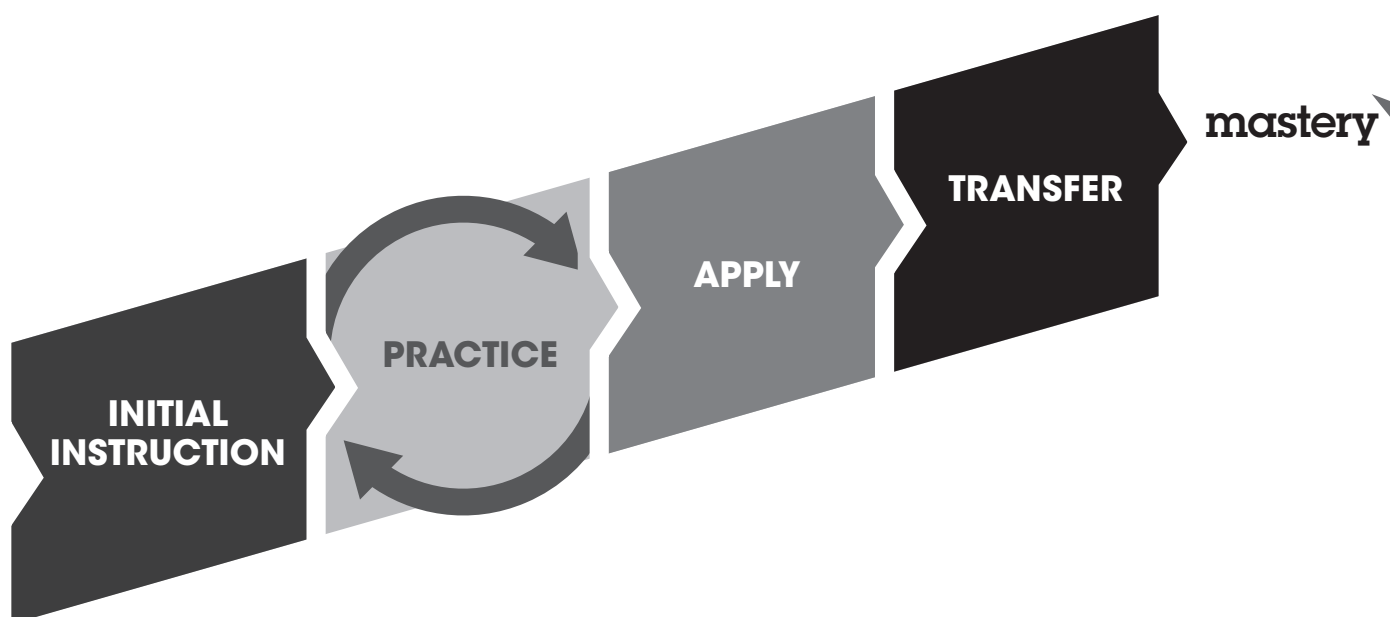 INITIAL
INSTRUCTION
PRACTICE
APPLY
TRANSFER
mastery